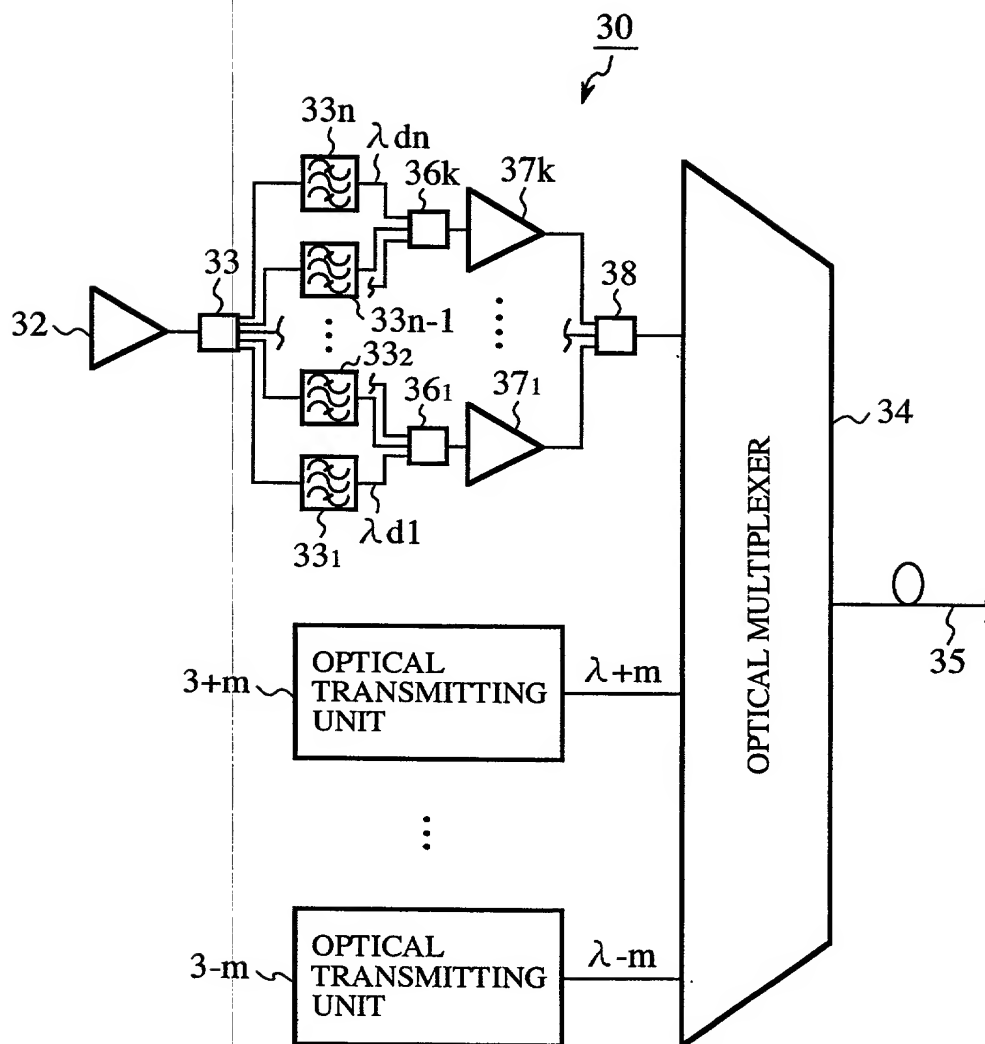 30
33n
λdn
36k
37k
33
38
32
33n-1
33₂
36₁
37₁
34
λd1
33₁
OPTICAL MULTIPLEXER
35
3+m
OPTICAL
TRANSMITTING
UNIT
λ+m
3-m
OPTICAL
TRANSMITTING
UNIT
λ-m